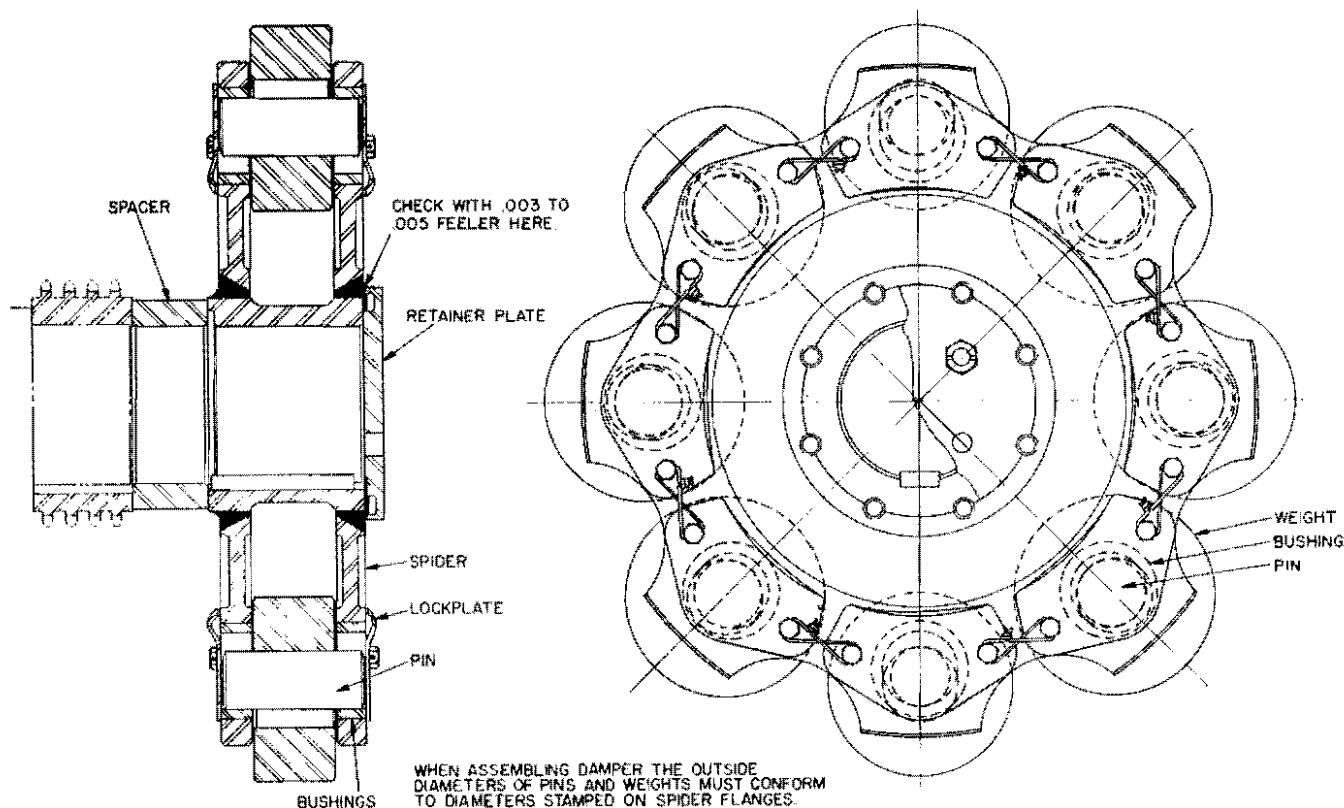 SPACER
CHECK WITH .003 TO
.005 FEELER HERE.
RETAINER PLATE
SPIDER
LOCKPLATE
PIN
BUSHINGS
WHEN ASSEMBLING DAMPER THE OUTSIDE
DIAMETERS OF PINS AND WEIGHTS MUST CONFORM
TO DIAMETERS STAMPED ON SPIDER FLANGES.
WEIGHT
BUSHING
PIN